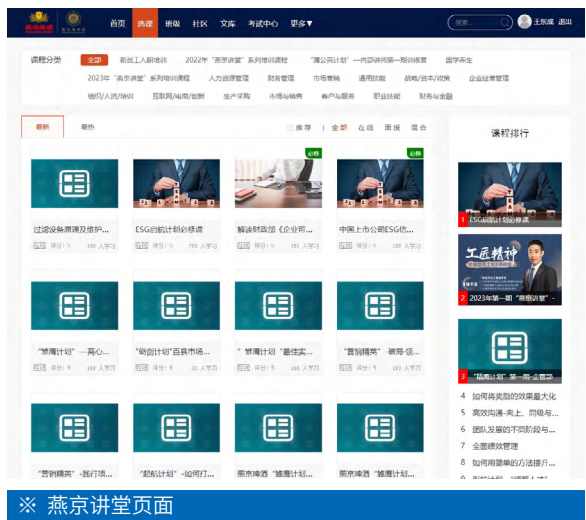 首页 选课 班级 社区 文库 考试中心 更多▼ 搜索... 王东成 退出
课程分类 全部 新员工入职培训 2022年“燕京讲堂”系列培训课程 “蒲公英计划”—内部讲师第一期训练营 医学养生
2023年“燕京讲堂”系列培训课程 人力资源管理 财务管理 市场营销 通用技能 战略/资本/政策 企业经营管理
组织/人资/培训 互联网/电商/创新 生产采购 市场与销售 客户与服务 职业技能 财务与金融
最新 最热 推荐 | 全部 在线 面授 混合
课程排行
必修 必修
过滤设备原理及维护... ESG启航计划必修课 解读财政部《企业可... 中国上市公司ESG信...
1 ESG启航计划必修课
工匠精神
2 2023年第一期“燕京讲堂”-
“雏鹰计划”—高心... “砺剑计划”百县市场... “雏鹰计划“最佳实... “营销精英”-破局·领...
3 “雏鹰计划”第一期·企管部
4 如何将奖励的效果最大化
5 高效沟通-向上、同级与...
6 团队发展的不同阶段与...
7 全面绩效管理
8 如何用简单的方法提升...
“营销精英”-践行项... “起航计划”-如何打... 燕京啤酒“雏鹰计划... 燕京啤酒“雏鹰计划...
※ 燕京讲堂页面